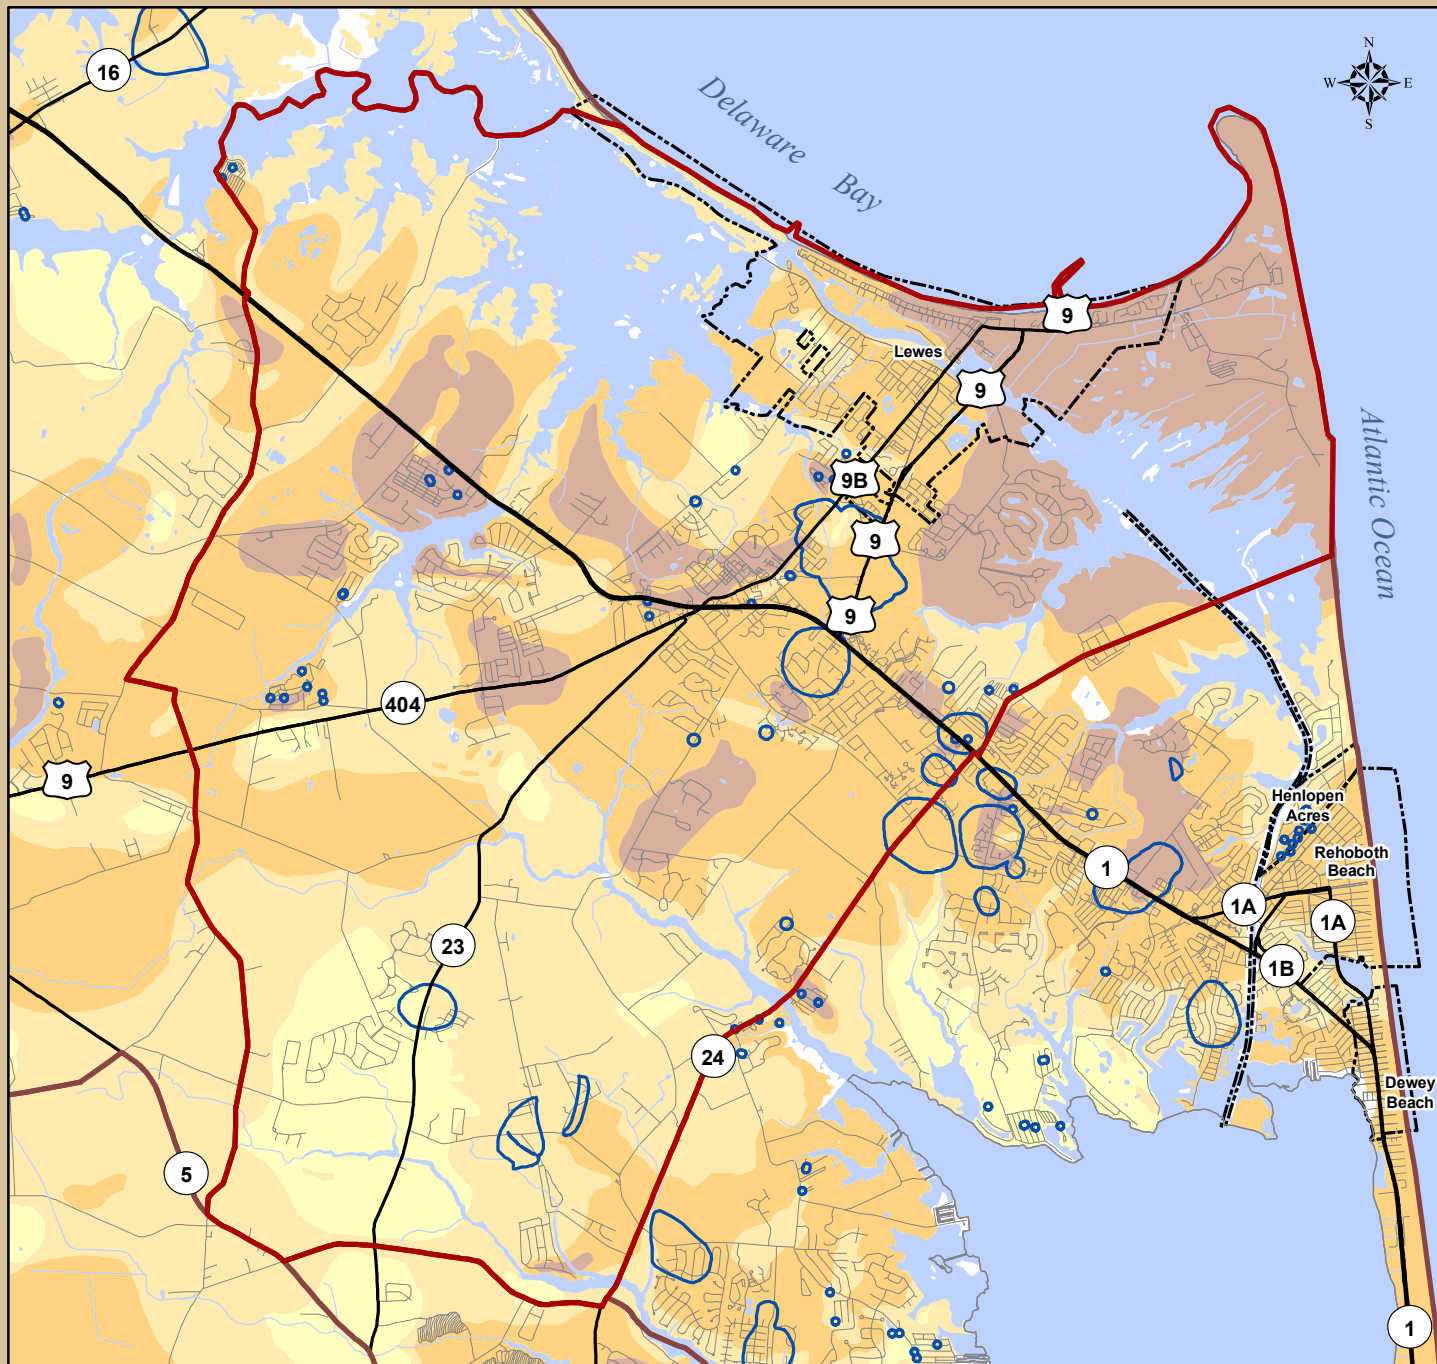 16
N
W
E
S
Delaware
Bay
9
Lewes
9
Atlantic Ocean
9B
9
9
404
9
Henlopen
Acres
Rehoboth
Beach
1
1A
1A
23
1B
24
Dewey
Beach
5
1